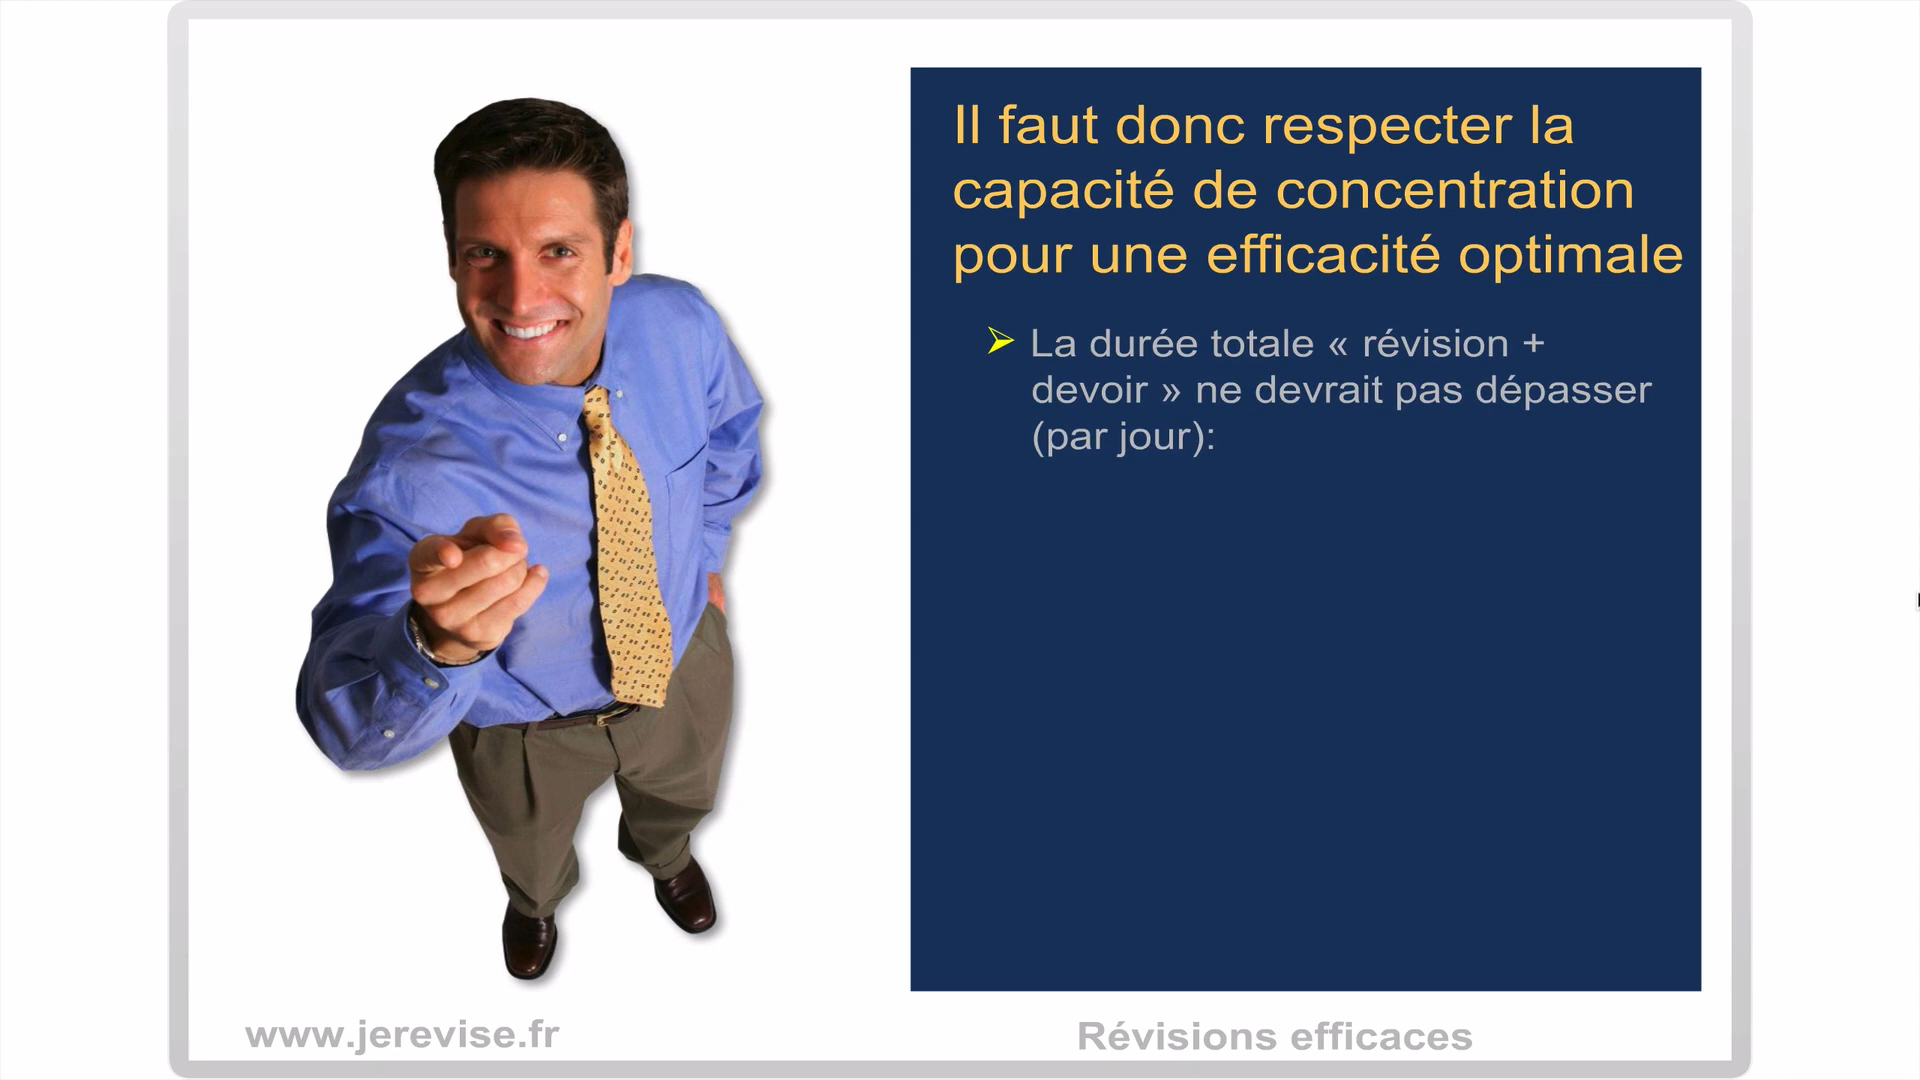 Il faut donc respecter la
capacité de concentration
pour une efficacité optimale
La durée totale « révision +
devoir » ne devrait pas dépasser
(par jour):
www.jerevise.fr
Révisions efficaces